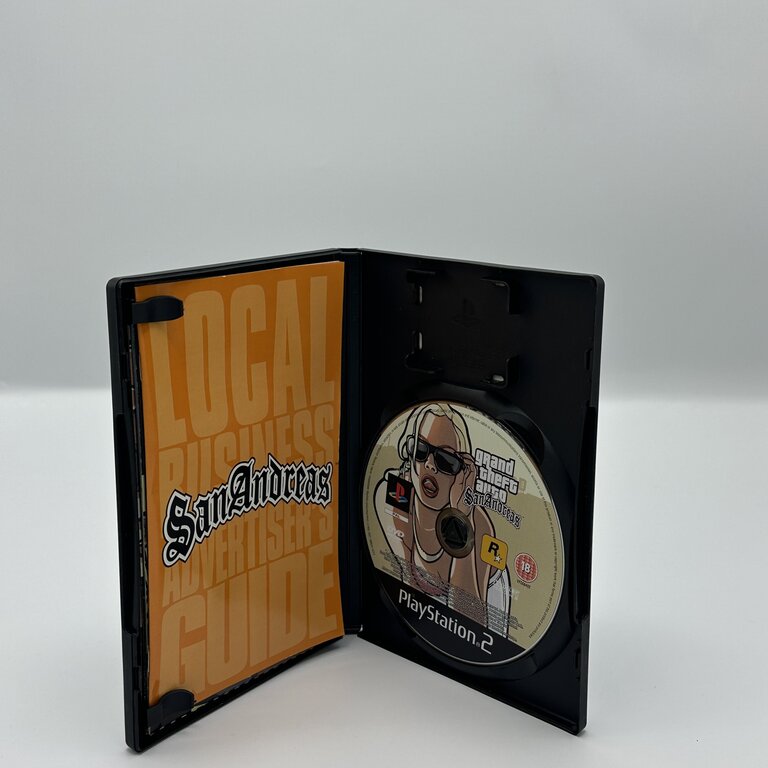 LOCAL
BUSINESS
San Andreas
ADVERTISER'S
GUIDE
grand
theft
auto
San Andreas
R
18
PlayStation 2